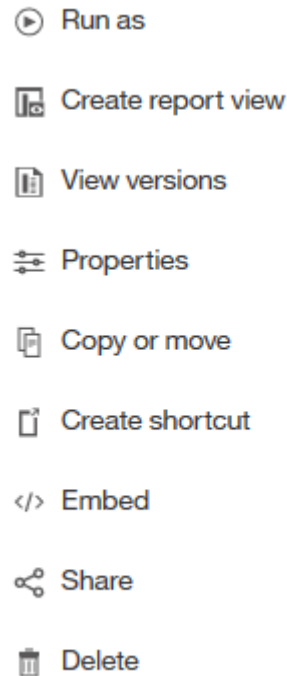 Run as
Create report view
View versions
Properties
Copy or move
Create shortcut
Embed
Share
Delete